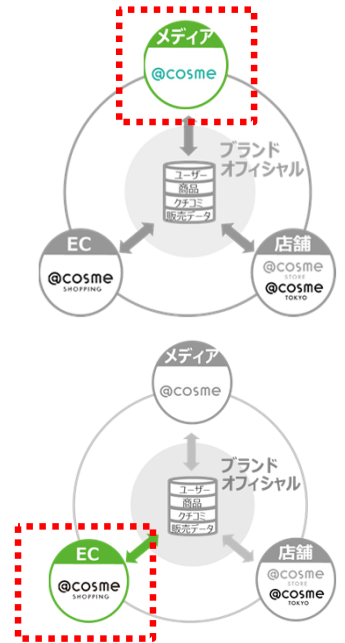 メディア
@cosme
ブランド
オフィシャル
ユーザー
商品
クチコミ
販売データ
EC
@cosme
SHOPPING
店舗
@cosme
STORE
@cosme
TOKYO
メディア
@cosme
ブランド
オフィシャル
ユーザー
商品
クチコミ
販売データ
EC
@cosme
SHOPPING
店舗
@cosme
STORE
@cosme
TOKYO